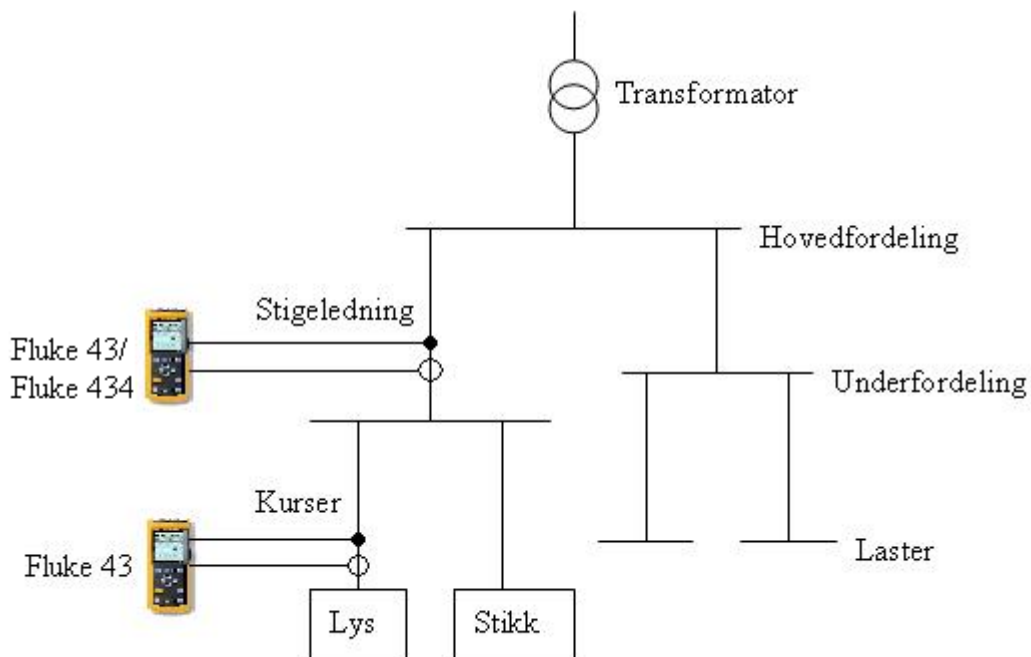 Transformator
Hovedfordeling
Stigeledning
Fluke 43/
Fluke 434
Underfordeling
Kurser
Fluke 43
Laster
Lys
Stikk